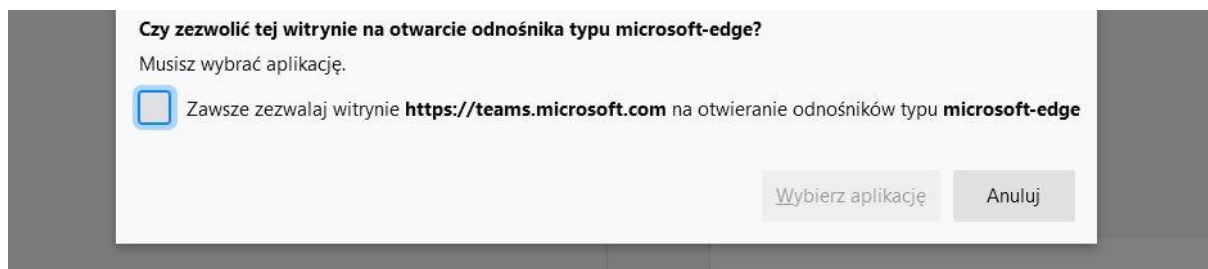 Czy zezwolić tej witrynie na otwarcie odnośnika typu microsoft-edge?
Musisz wybrać aplikację.
Zawsze zezwalaj witrynie https://teams.microsoft.com na otwieranie odnośników typu microsoft-edge
Wybierz aplikację Anuluj